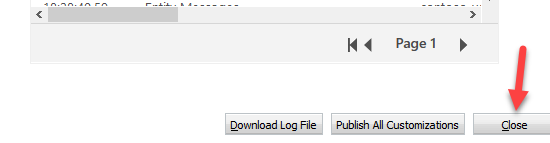 Entity Messages
Page 1
Download Log File
Publish All Customizations
Close